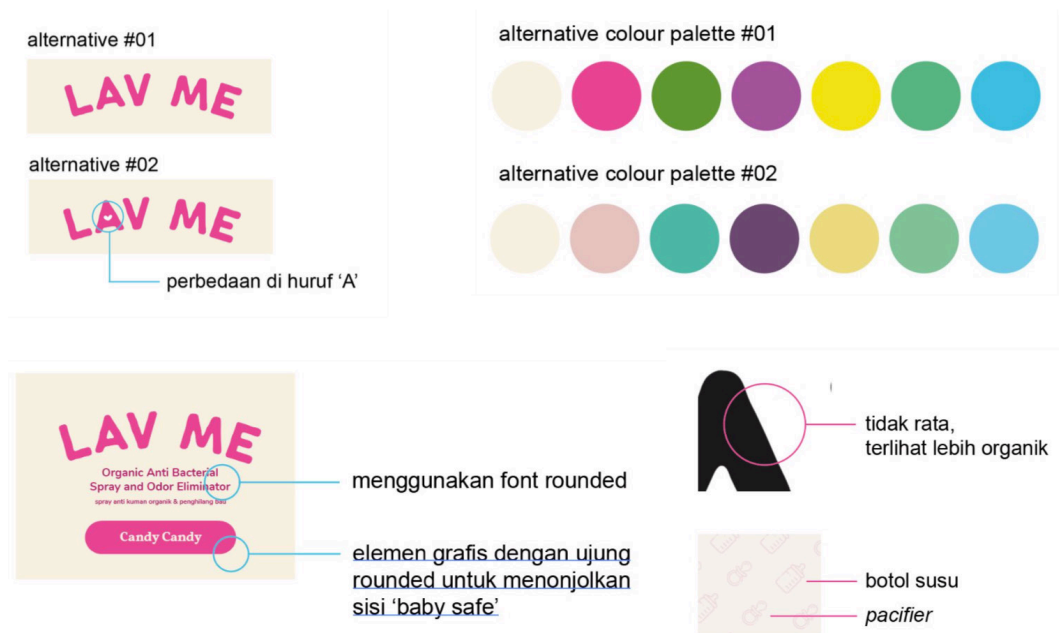 alternative #01
LAV ME
alternative #02
LAV ME
perbedaan di huruf ‘A’
alternative colour palette #01
alternative colour palette #02
LAV ME
Organic Anti Bacterial
Spray and Odor Eliminator
spray anti kuman organik & penghilang bau
Candy Candy
menggunakan font rounded
elemen grafis dengan ujung
rounded untuk menonjolkan
sisi ‘baby safe’
tidak rata,
terlihat lebih organik
botol susu
pacifier